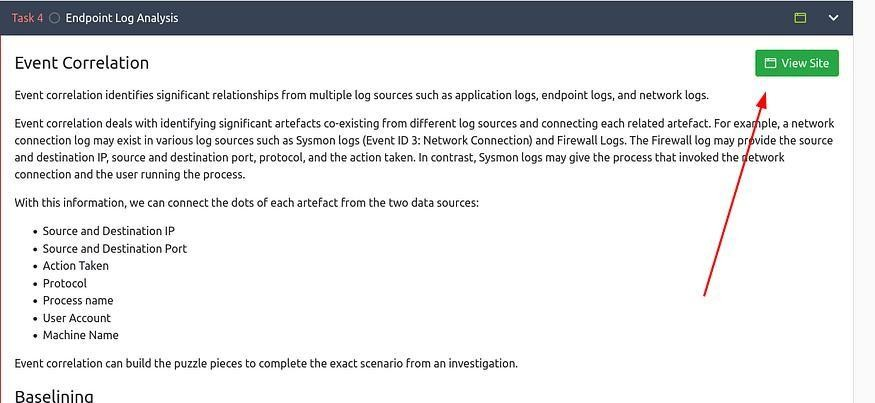 Task 4 Endpoint Log Analysis
Event Correlation
View Site
Event correlation identifies significant relationships from multiple log sources such as application logs, endpoint logs, and network logs.
Event correlation deals with identifying significant artefacts co-existing from different log sources and connecting each related artefact. For example, a network
connection log may exist in various log sources such as Sysmon logs (Event ID 3: Network Connection) and Firewall Logs. The Firewall log may provide the source
and destination IP, source and destination port, protocol, and the action taken. In contrast, Sysmon logs may give the process that invoked the network
connection and the user running the process.
With this information, we can connect the dots of each artefact from the two data sources:
• Source and Destination IP
• Source and Destination Port
• Action Taken
• Protocol
• Process name
• User Account
• Machine Name
Event correlation can build the puzzle pieces to complete the exact scenario from an investigation.
Baselining